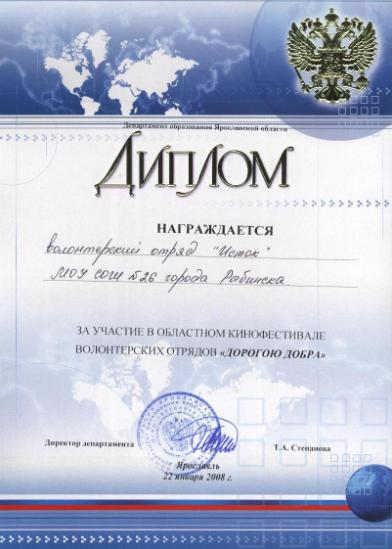 Департамент образования Ярославской области
ДИПЛОМ
НАГРАЖДАЕТСЯ
волонтерский отряд "Исток"
МОУ СОШ №26 города Рыбинска
ЗА УЧАСТИЕ В ОБЛАСТНОМ КИНОФЕСТИВАЛЕ
ВОЛОНТЕРСКИХ ОТРЯДОВ «ДОРОГОЮ ДОБРА»
Директор департамента
Т.А. Степанова
Ярославль
22 января 2008 г.